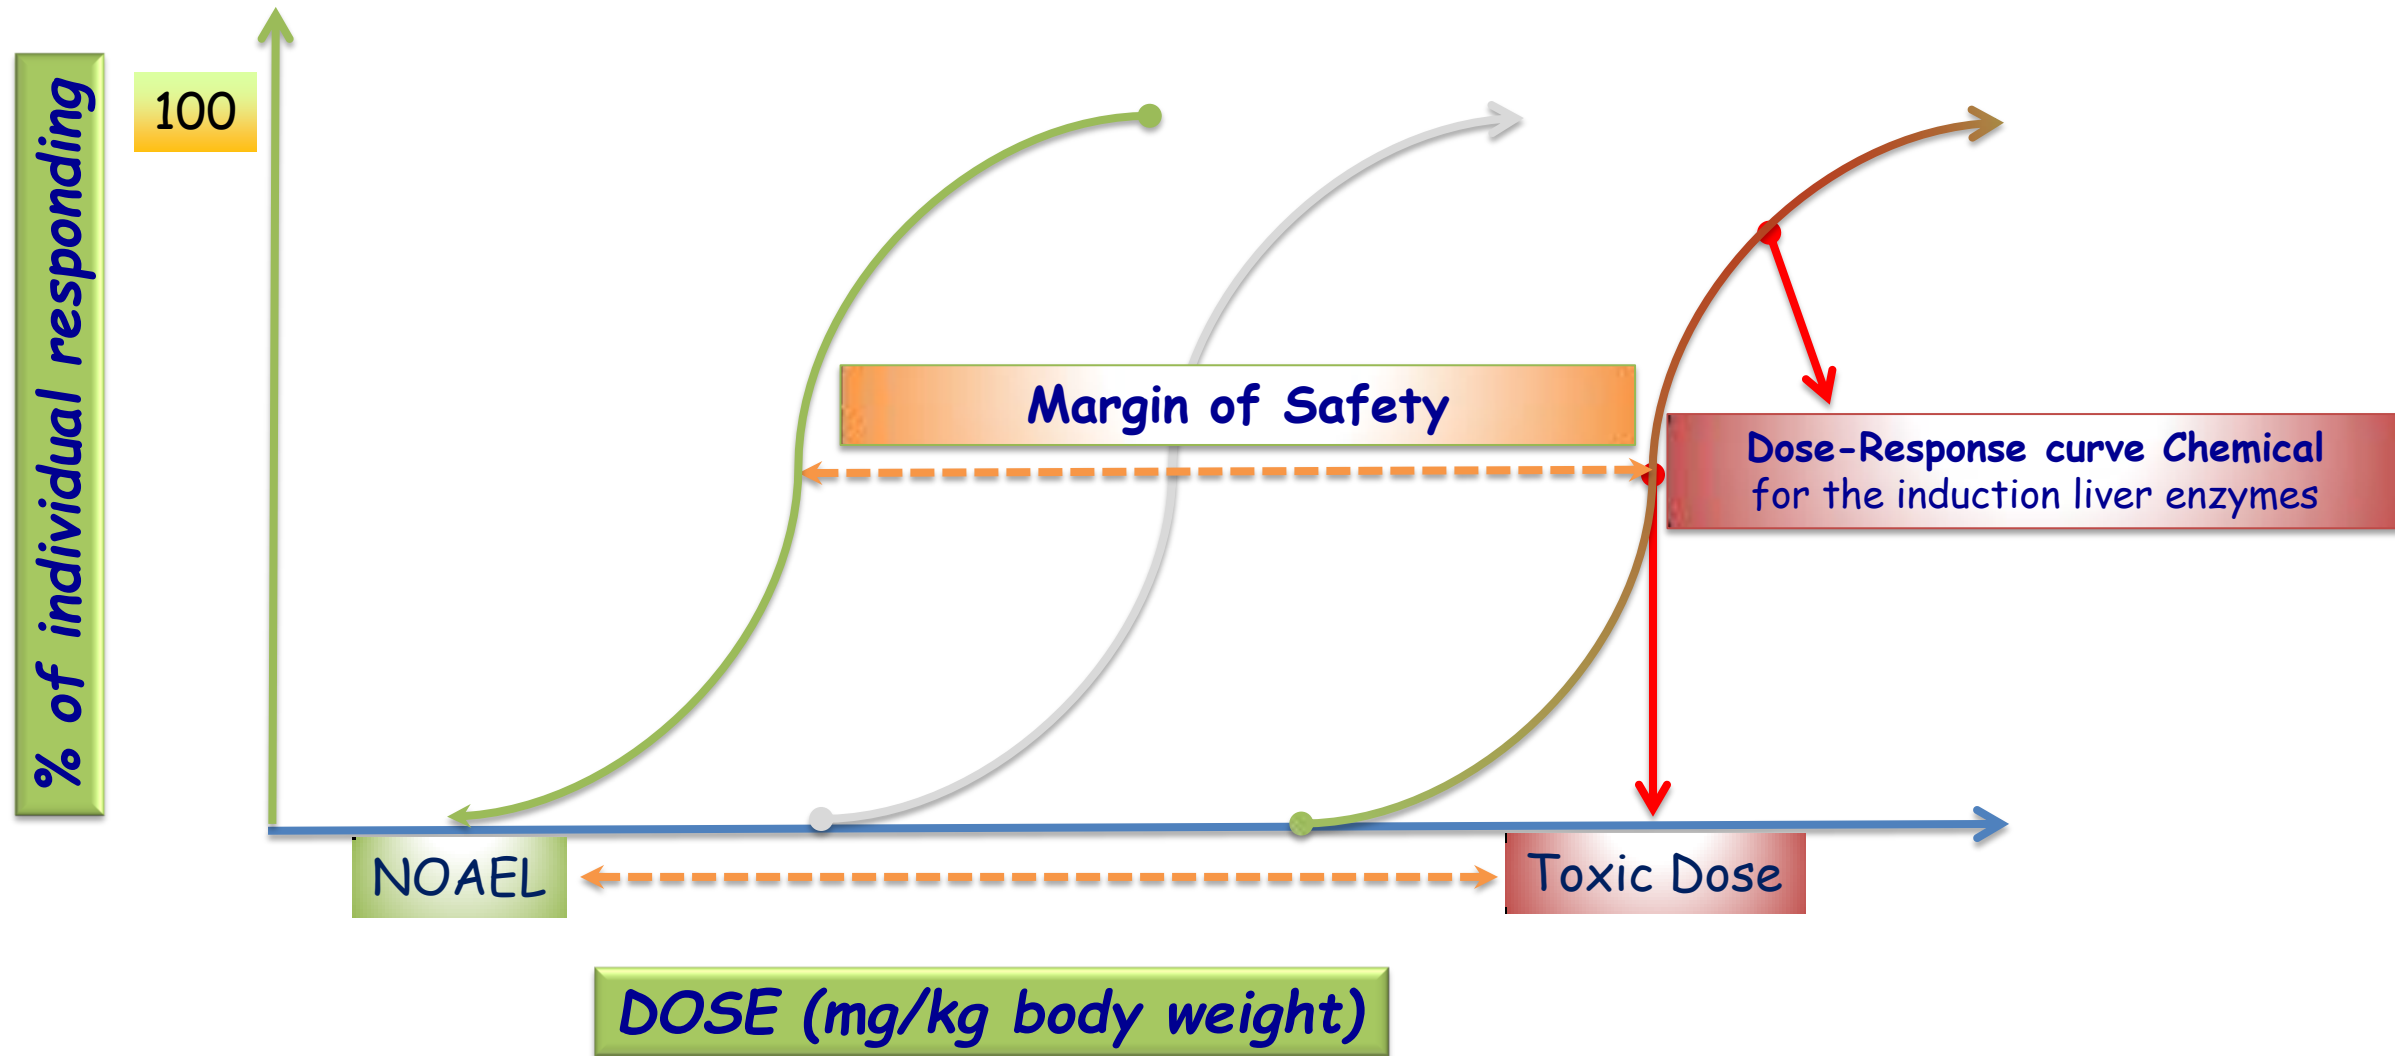 % of individual responding
100
Margin of Safety
Dose-Response curve Chemical
for the induction liver enzymes
NOAEL
Toxic Dose
DOSE (mg/kg body weight)